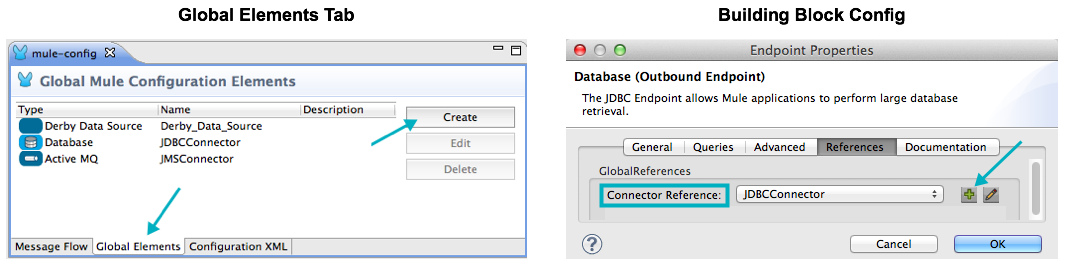 Global Elements Tab
mule-config
Global Mule Configuration Elements
Type Name Description
Derby Data Source Derby_Data_Source
Database JDBCConnector
Active MQ JMSConnector
Create
Edit
Delete
Message Flow Global Elements Configuration XML
Building Block Config
Endpoint Properties
Database (Outbound Endpoint)
The JDBC Endpoint allows Mule applications to perform large database
retrieval.
General Queries Advanced References Documentation
GlobalReferences
Connector Reference: JDBCConnector
? Cancel OK